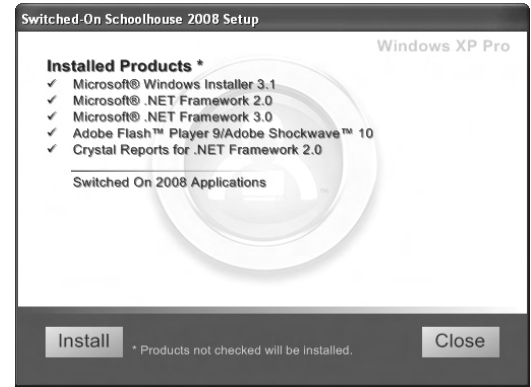 Switched-On Schoolhouse 2008 Setup
Windows XP Pro
Installed Products *
✓ Microsoft® Windows Installer 3.1
✓ Microsoft® .NET Framework 2.0
✓ Microsoft® .NET Framework 3.0
✓ Adobe Flash™ Player 9/Adobe Shockwave™ 10
✓ Crystal Reports for .NET Framework 2.0
Switched On 2008 Applications
Install
* Products not checked will be installed.
Close